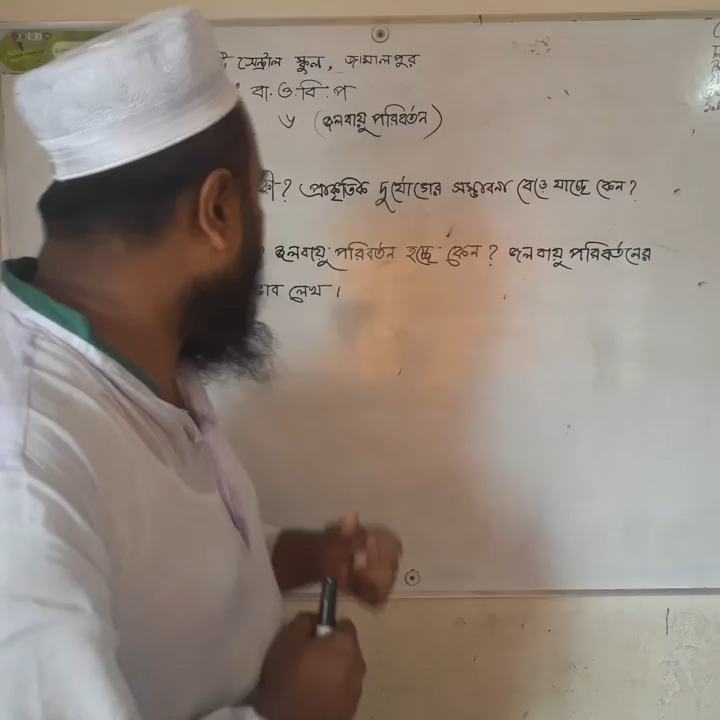 সেন্ট্রাল স্কুল, জামালপুর
বা.ও.বি.প
৬ (জলবায়ু পরিবর্তন)
কী? প্রাকৃতিক দুর্যোগের সম্ভাবনা বেড়ে যাচ্ছে কেন?
জলবায়ু পরিবর্তন হচ্ছে কেন? জলবায়ু পরিবর্তনের
লেখ।